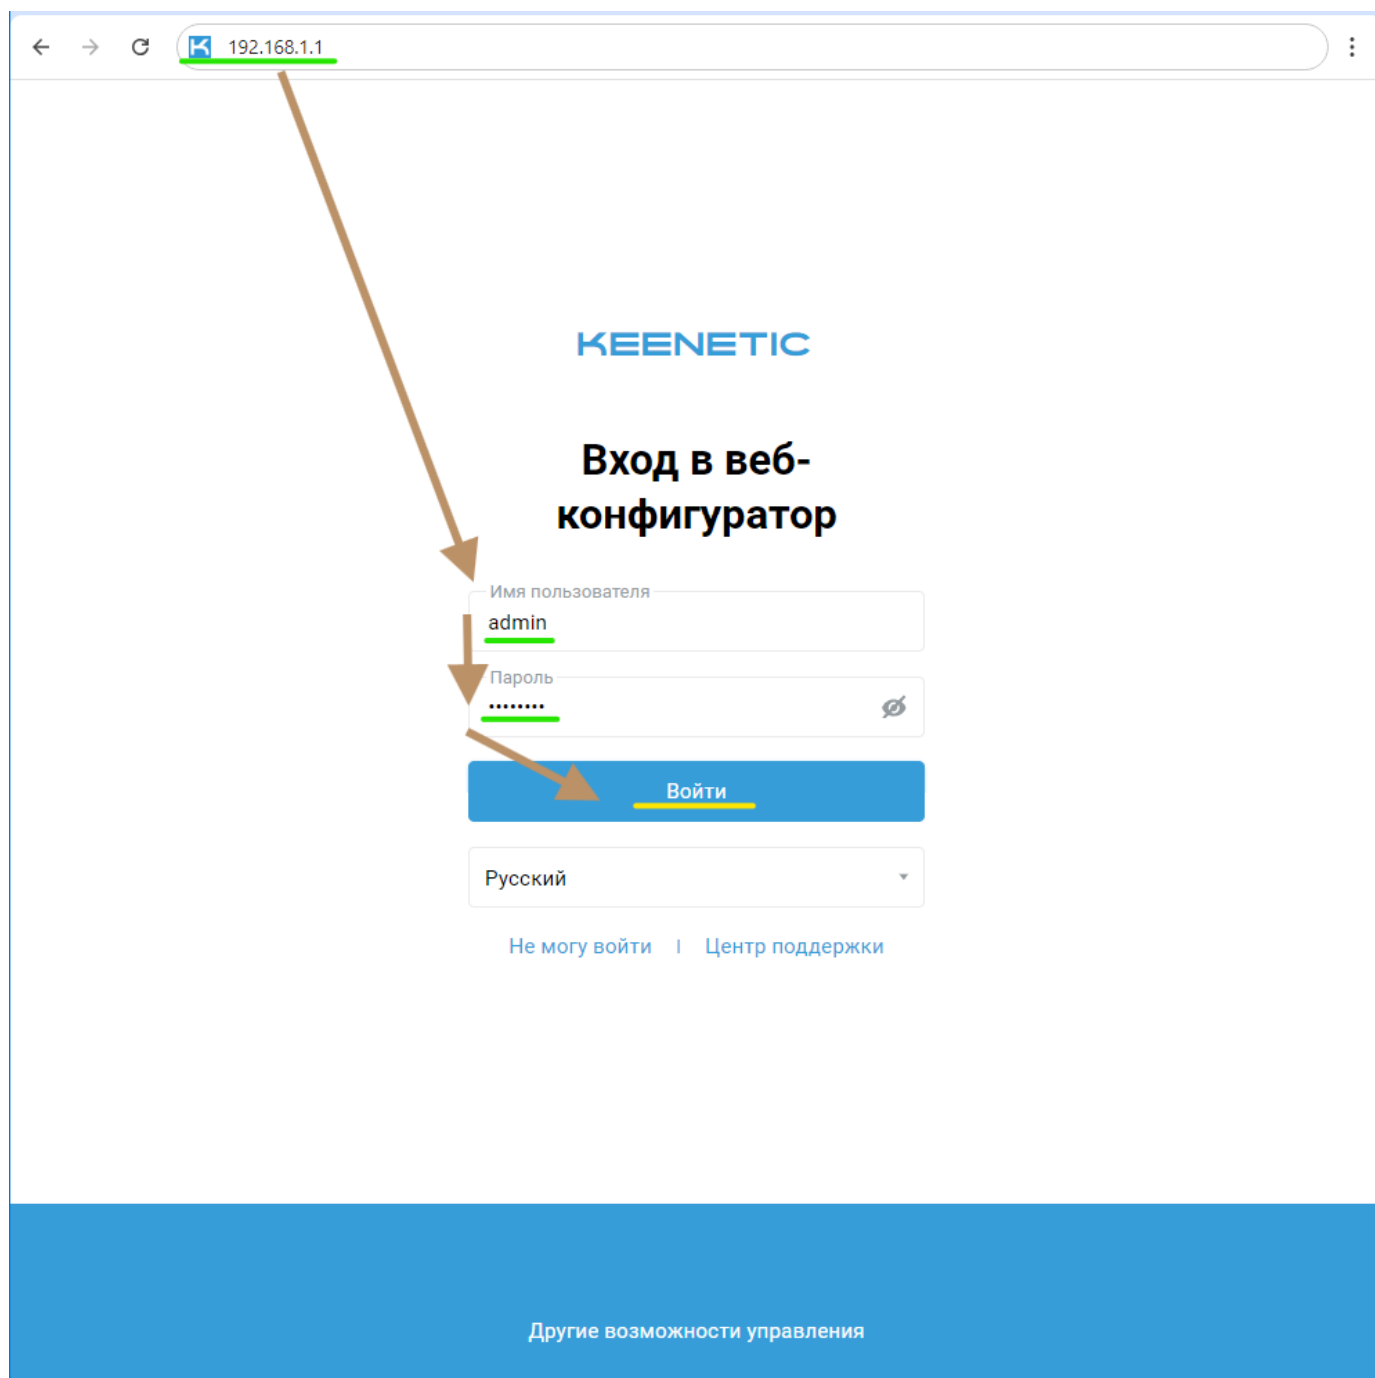 192.168.1.1
KEENETIC
Вход в веб-
конфигуратор
Имя пользователя
admin
Пароль
••••••••
Войти
Русский
Не могу войти | Центр поддержки
Другие возможности управления